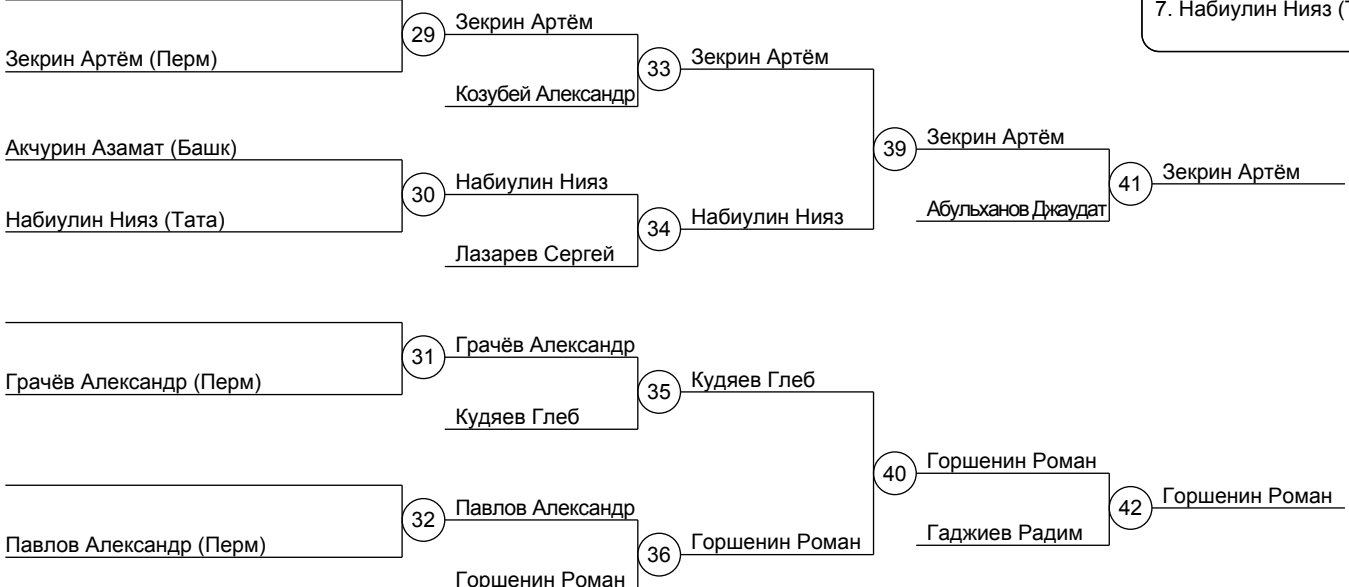 7. Набиулин Нияз (Т
29
Зекрин Артём
Зекрин Артём (Перм)
33
Зекрин Артём
Козубей Александр
Акчурин Азамат (Башк)
39
Зекрин Артём
30
Набиулин Нияз
41
Зекрин Артём
Набиулин Нияз (Тата)
34
Набиулин Нияз
Абульханов Джаудат
Лазарев Сергей
31
Грачёв Александр
Грачёв Александр (Перм)
35
Кудяев Глеб
Кудяев Глеб
40
Горшенин Роман
32
Павлов Александр
42
Горшенин Роман
Павлов Александр (Перм)
36
Горшенин Роман
Гаджиев Радим
Горшенин Роман